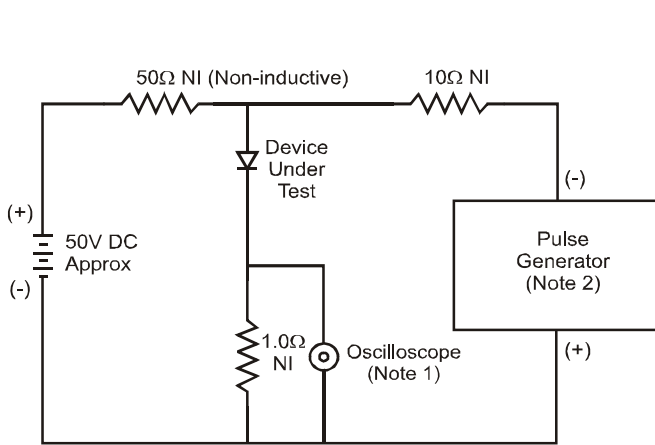 50Ω NI (Non-inductive)
10Ω NI
Device
Under
Test
(-)
(+)
50V DC
Approx
(-)
Pulse
Generator
(Note 2)
1.0Ω
NI
Oscilloscope
(Note 1)
(+)